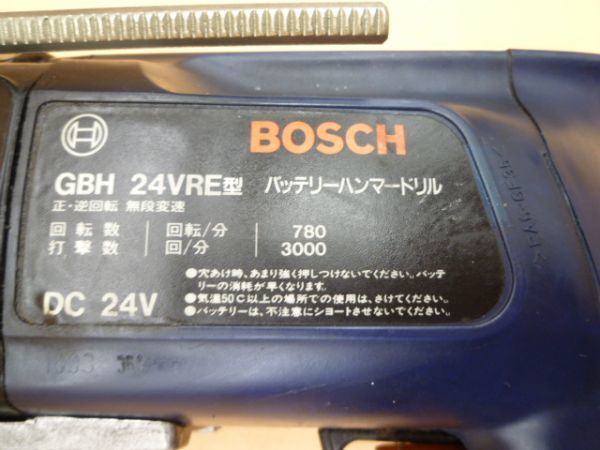 BOSCH
GBH 24VRE型 バッテリーハンマードリル
正・逆回転 無段変速
回転数 回転/分 780
打撃数 回/分 3000
●穴あけ時、あまり強く押しつけないでください。バッテ
リーの消耗が早くなります。
●気温50℃以上の場所での使用は、さけてください。
●バッテリーは、不注意にショートさせないでください。
DC 24V
>PA6-GF35<